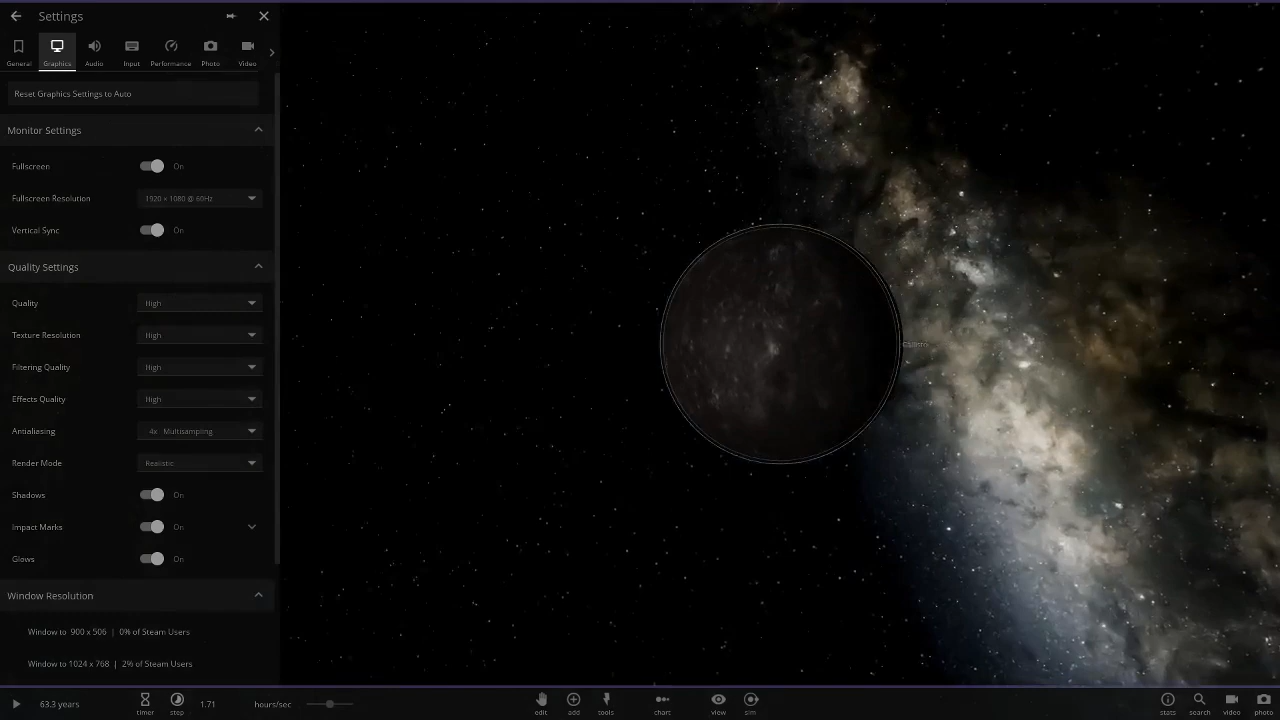 Settings
General Graphics Audio Input Performance Photo Video
Reset Graphics Settings to Auto
Monitor Settings
Fullscreen On
Fullscreen Resolution 1920 × 1080 @ 60Hz
Vertical Sync On
Quality Settings
Quality High
Texture Resolution High
Filtering Quality High
Effects Quality High
Antialiasing 4x Multisampling
Render Mode Realistic
Shadows On
Impact Marks On
Glows On
Window Resolution
Window to 900 x 506 | 0% of Steam Users
Window to 1024 x 768 | 2% of Steam Users
Callisto
63.3 years timer step 1.71 hours/sec edit add tools chart view sim stats search video photo